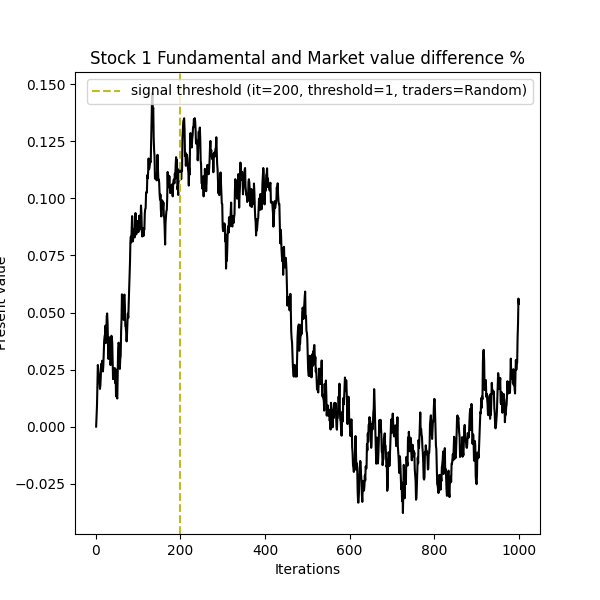 Stock 1 Fundamental and Market value difference %
signal threshold (it=200, threshold=1, traders=Random)
0.150
0.125
0.100
0.075
0.050
0.025
0.000
−0.025
Present value
0 200 400 600 800 1000
Iterations